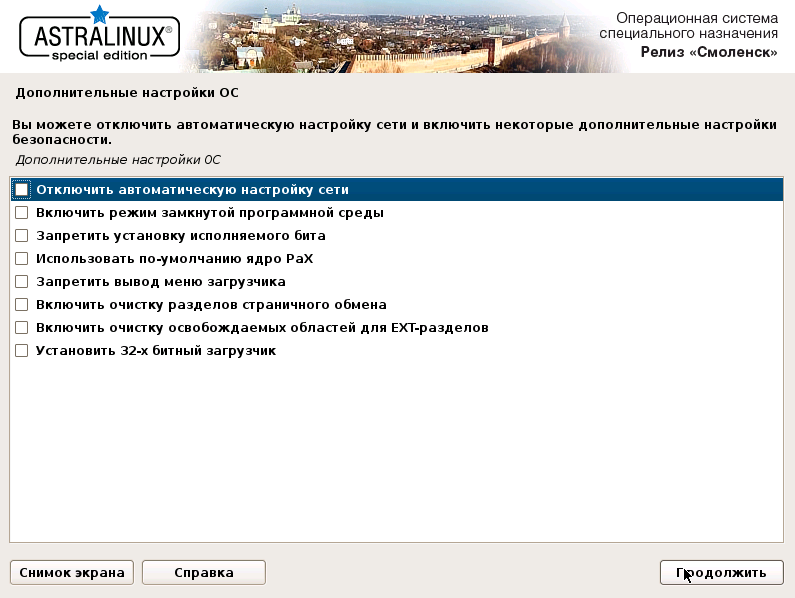 ASTRALINUX®
special edition
Операционная система
специального назначения
Релиз «Смоленск»
Дополнительные настройки ОС
Вы можете отключить автоматическую настройку сети и включить некоторые дополнительные настройки
безопасности.
Дополнительные настройки ОС
Отключить автоматическую настройку сети
Включить режим замкнутой программной среды
Запретить установку исполняемого бита
Использовать по-умолчанию ядро PaX
Запретить вывод меню загрузчика
Включить очистку разделов страничного обмена
Включить очистку освобождаемых областей для EXT-разделов
Установить 32-х битный загрузчик
Снимок экрана
Справка
Продолжить